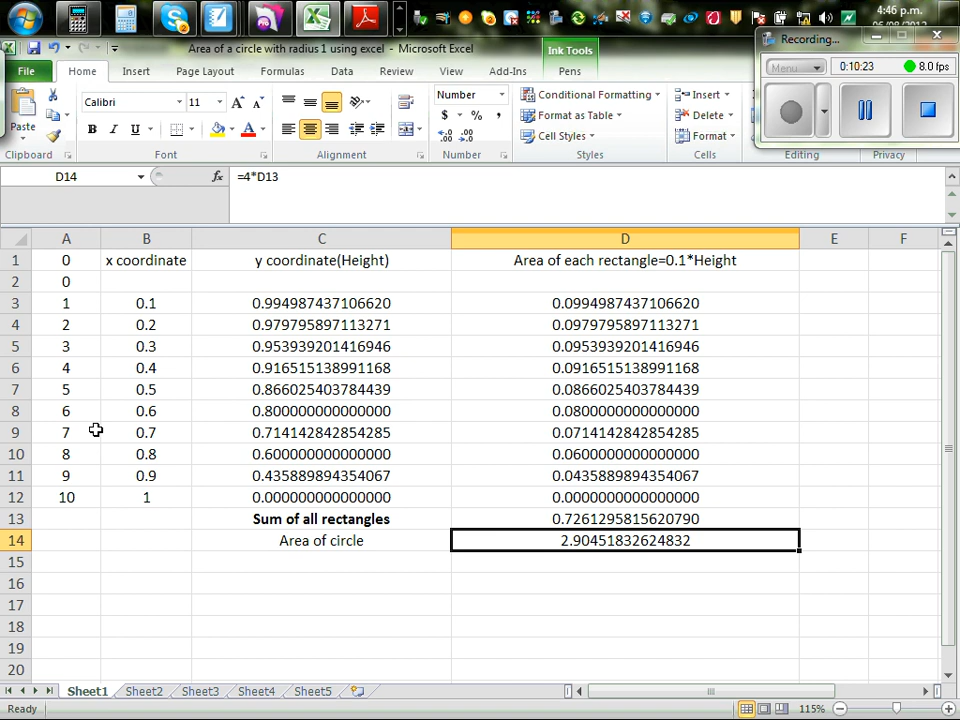 4:46 p.m.
06/08/2012
Area of a circle with radius 1 using excel - Microsoft Excel
Ink Tools
Recording...
Menu
0:10:23
8.0 fps
File
Home
Insert
Page Layout
Formulas
Data
Review
View
Add-Ins
Pens
Paste
Calibri
11
B I U
A A
Number
$ % ,
Conditional Formatting
Format as Table
Cell Styles
Insert
Delete
Format
Clipboard
Font
Alignment
Number
Styles
Cells
Editing
Privacy
D14
fx
=4*D13
A B C D E F
1 0 x coordinate y coordinate(Height) Area of each rectangle=0.1*Height
2 0
3 1 0.1 0.994987437106620 0.0994987437106620
4 2 0.2 0.979795897113271 0.0979795897113271
5 3 0.3 0.953939201416946 0.0953939201416946
6 4 0.4 0.916515138991168 0.0916515138991168
7 5 0.5 0.866025403784439 0.0866025403784439
8 6 0.6 0.800000000000000 0.0800000000000000
9 7 0.7 0.714142842854285 0.0714142842854285
10 8 0.8 0.600000000000000 0.0600000000000000
11 9 0.9 0.435889894354067 0.0435889894354067
12 10 1 0.000000000000000 0.0000000000000000
13 Sum of all rectangles 0.7261295815620790
14 Area of circle 2.90451832624832
15
16
17
18
19
20
Sheet1
Sheet2
Sheet3
Sheet4
Sheet5
Ready
115%